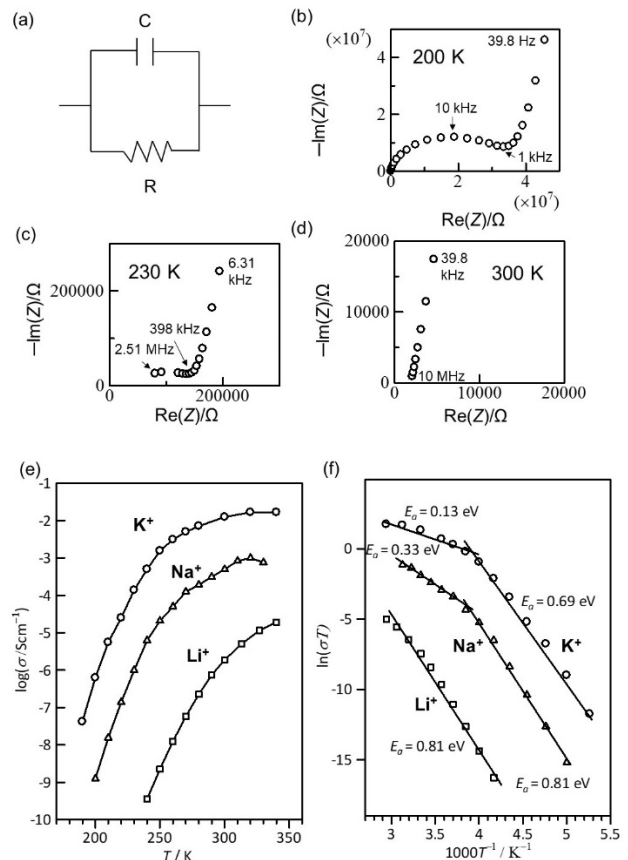 (a)
C
R
(b)
(×10⁷)
−Im(Z)/Ω
4
2
0
0
2
4
(×10⁷)
Re(Z)/Ω
200 K
39.8 Hz
10 kHz
1 kHz
(c)
−Im(Z)/Ω
200000
0
0
200000
Re(Z)/Ω
230 K
6.31
kHz
398 kHz
2.51 MHz
(d)
−Im(Z)/Ω
20000
10000
0
0
10000
20000
Re(Z)/Ω
300 K
39.8
kHz
10 MHz
(e)
log(σ/Scm⁻¹)
-1
-2
-3
-4
-5
-6
-7
-8
-9
-10
200
250
300
350
T / K
K⁺
Na⁺
Li⁺
(f)
ln(σT)
5
0
-5
-10
-15
3
3.5
4
4.5
5
5.5
1000T⁻¹ / K⁻¹
Eₐ = 0.13 eV
Eₐ = 0.33 eV
Eₐ = 0.69 eV
K⁺
Na⁺
Li⁺
Eₐ = 0.81 eV
Eₐ = 0.81 eV